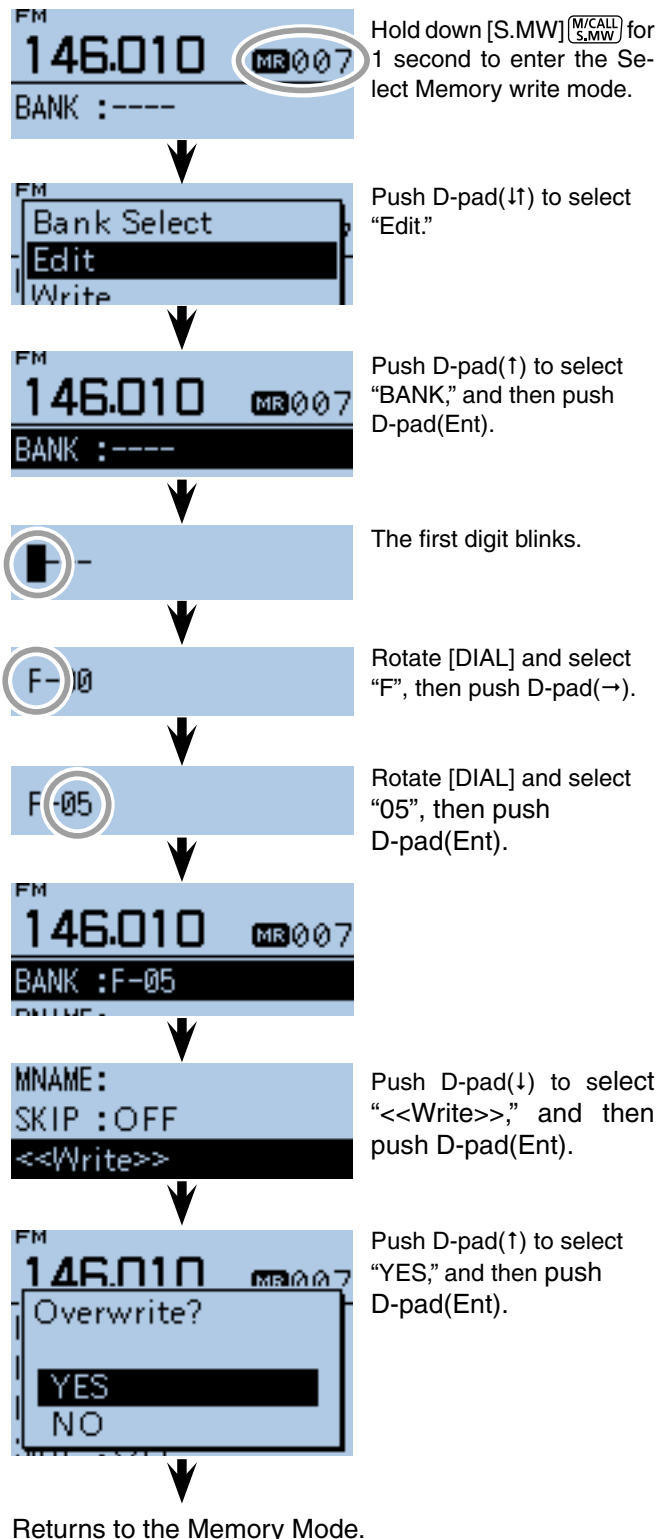 FM
146.010 MR007
BANK :----
Hold down [S.MW] (M/CALL S.MW) for
1 second to enter the Se-
lect Memory write mode.
FM
Bank Select
Edit
Write
Push D-pad(↓↑) to select
“Edit.”
FM
146.010 MR007
BANK :----
Push D-pad(↑) to select
“BANK,” and then push
D-pad(Ent).
--
The first digit blinks.
F-00
Rotate [DIAL] and select
“F”, then push D-pad(→).
F-05
Rotate [DIAL] and select
“05”, then push
D-pad(Ent).
FM
146.010 MR007
BANK :F-05
MNAME:
SKIP :OFF
<<Write>>
Push D-pad(↓) to select
“<<Write>>,” and then
push D-pad(Ent).
FM
146.010 MR007
Overwrite?
YES
NO
Push D-pad(↑) to select
“YES,” and then push
D-pad(Ent).
Returns to the Memory Mode.